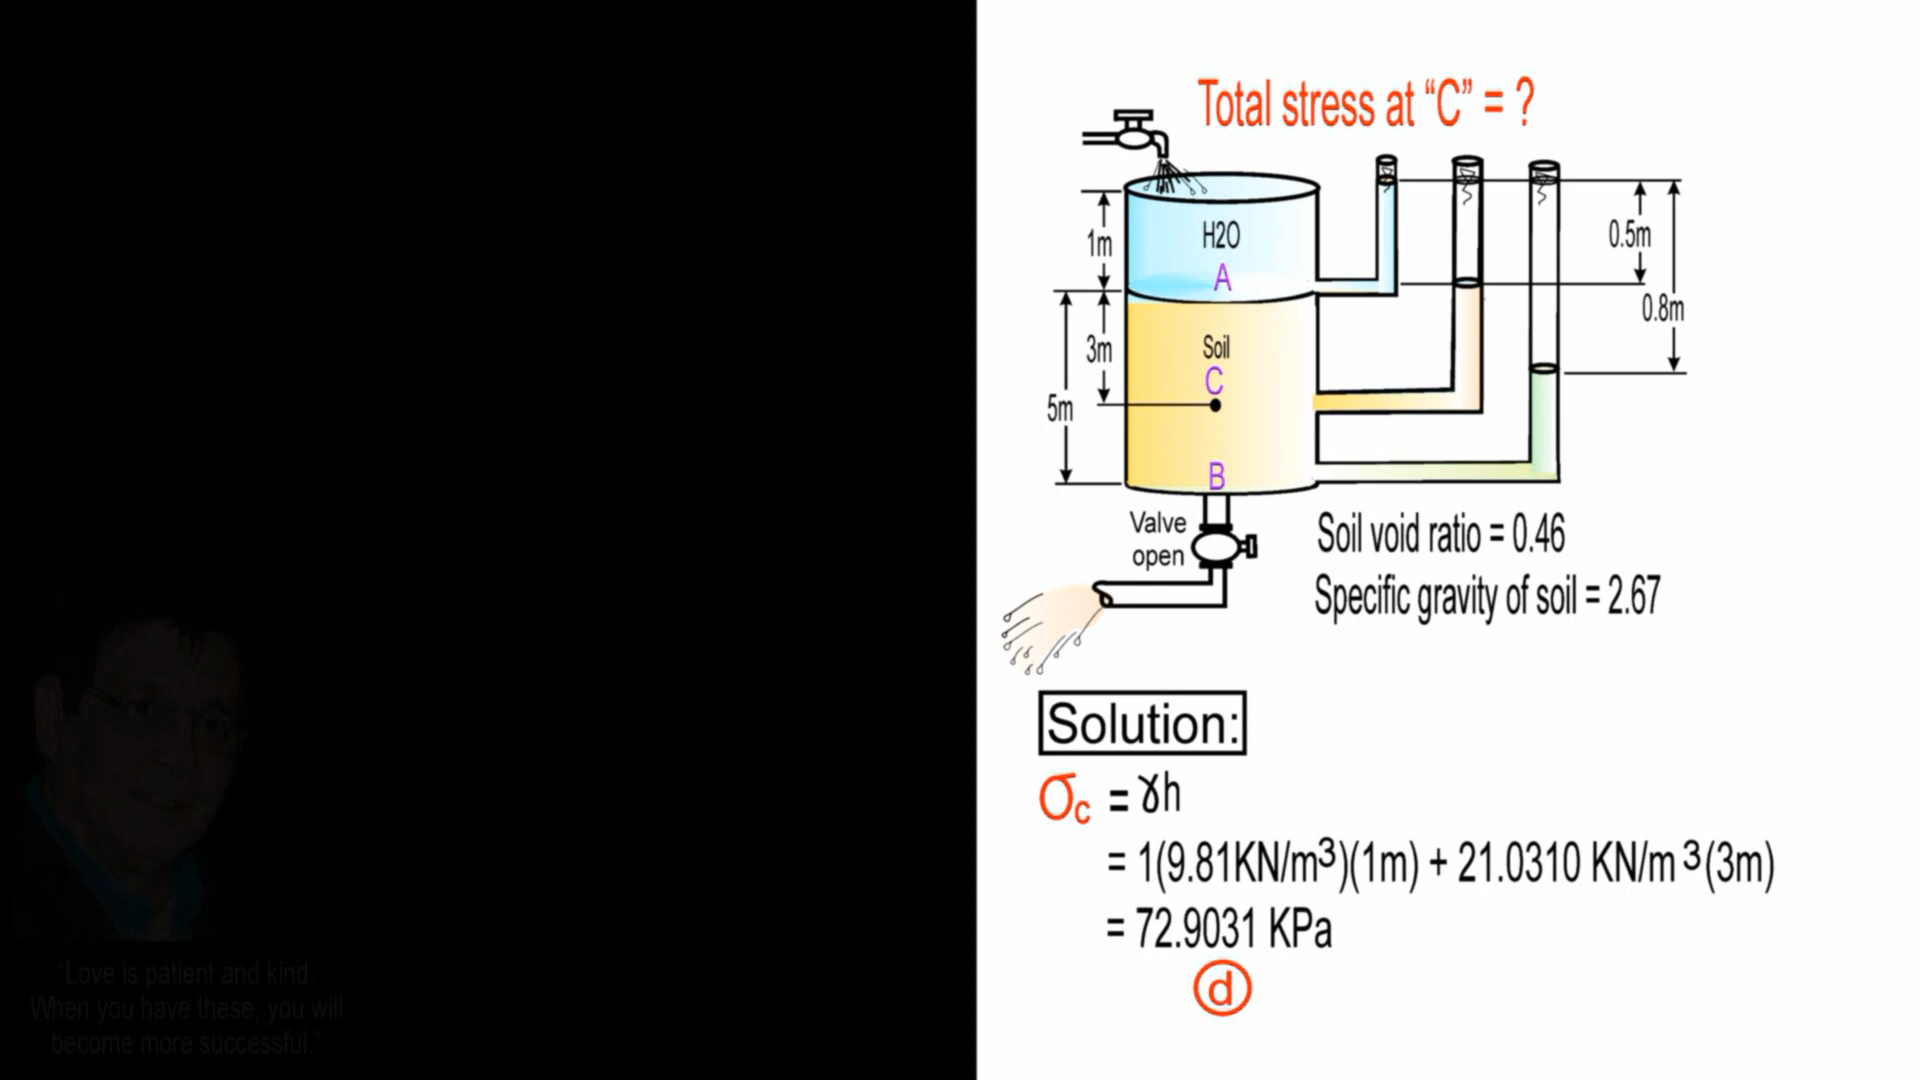 Total stress at “C” = ?
H2O
1m
A
0.5m
0.8m
3m
Soil
C
5m
B
Valve
open
Soil void ratio = 0.46
Specific gravity of soil = 2.67
Solution:
σc = ɣh
= 1(9.81KN/m³)(1m) + 21.0310 KN/m³(3m)
= 72.9031 KPa
d
"Love is patient and kind.
When you have these, you will
become more successful."